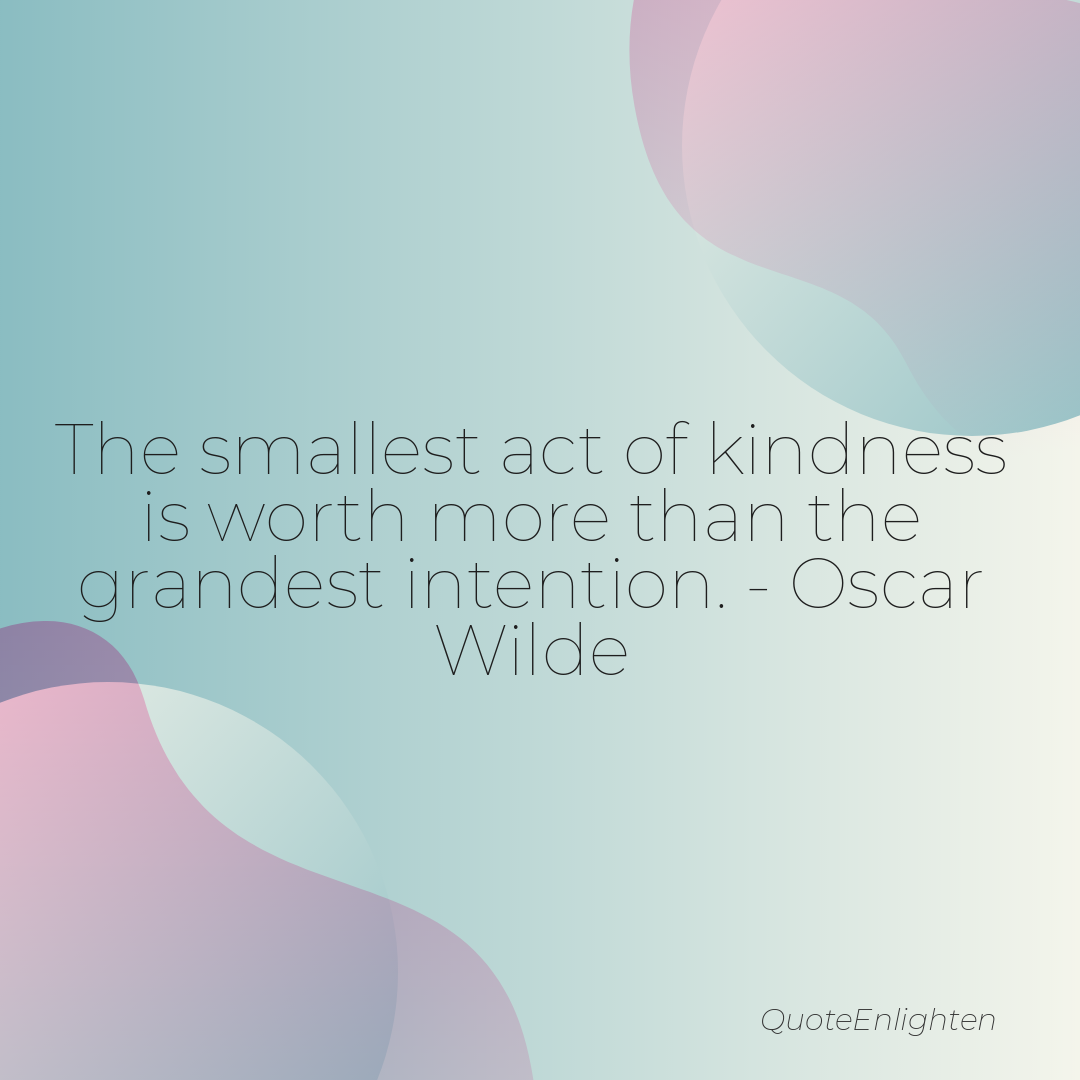 The smallest act of kindness
is worth more than the
grandest intention. - Oscar
Wilde
QuoteEnlighten